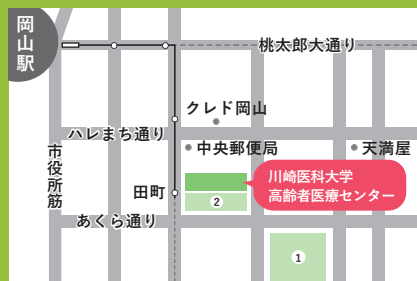 岡山駅
桃太郎大通り
クレド岡山
ハレまち通り
中央郵便局
天満屋
市役所筋
川崎医科大学
高齢者医療センター
田町
2
あくら通り
1